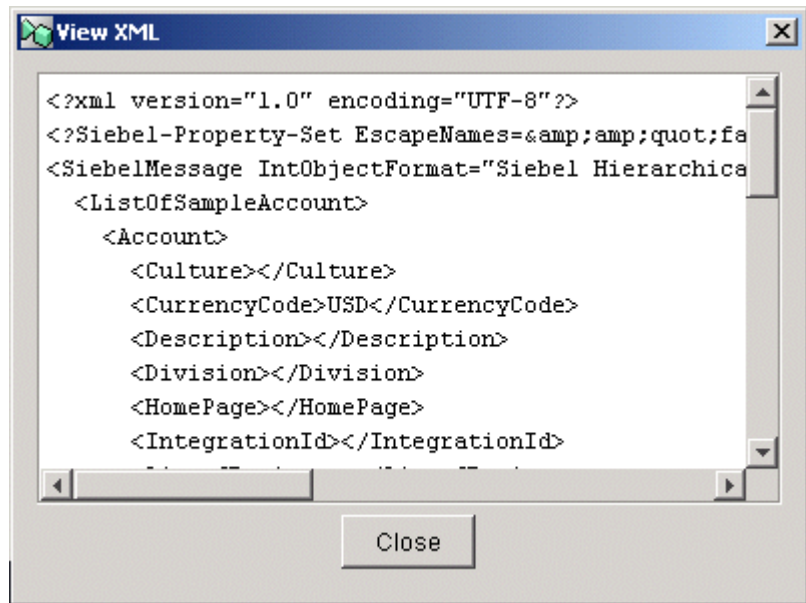 View XML
<?xml version="1.0" encoding="UTF-8"?>
<?Siebel-Property-Set EscapeNames=&amp;amp;quot;fa
<SiebelMessage IntObjectFormat="Siebel Hierarchica
<ListOfSampleAccount>
<Account>
<Culture></Culture>
<CurrencyCode>USD</CurrencyCode>
<Description></Description>
<Division></Division>
<HomePage></HomePage>
<IntegrationId></IntegrationId>
Close